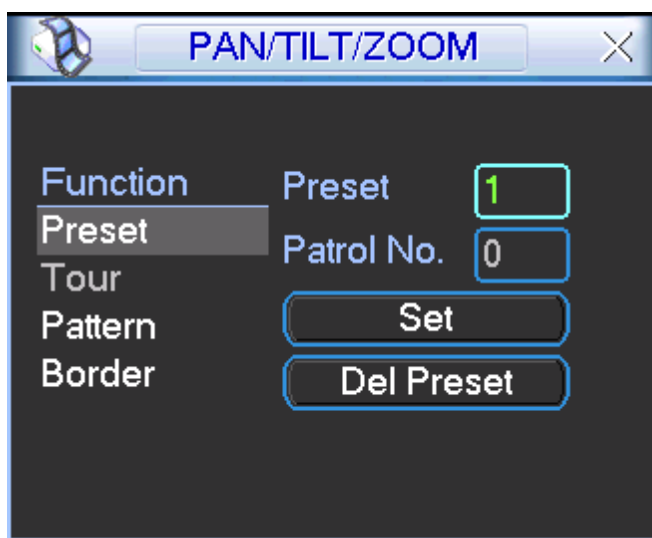 PAN/TILT/ZOOM
Function
Preset
Tour
Pattern
Border
Preset 1
Patrol No. 0
Set
Del Preset